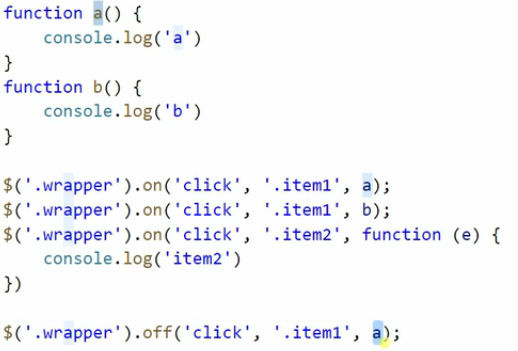 function a() {
    console.log('a')
}
function b() {
    console.log('b')
}

$('.wrapper').on('click', '.item1', a);
$('.wrapper').on('click', '.item1', b);
$('.wrapper').on('click', '.item2', function (e) {
    console.log('item2')
})

$('.wrapper').off('click', '.item1', a);